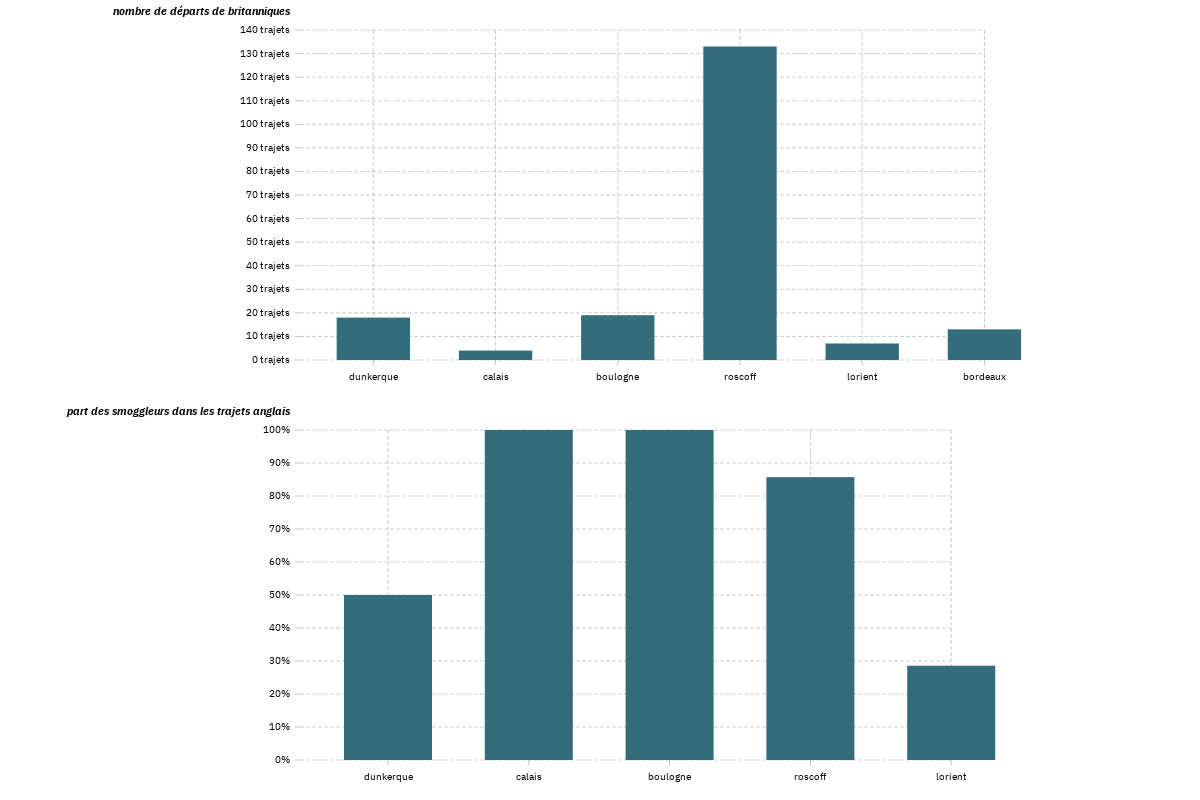 nombre de départs de britanniques
140 trajets
130 trajets
120 trajets
110 trajets
100 trajets
90 trajets
80 trajets
70 trajets
60 trajets
50 trajets
40 trajets
30 trajets
20 trajets
10 trajets
0 trajets
dunkerque calais boulogne roscoff lorient bordeaux
part des smoggleurs dans les trajets anglais
100%
90%
80%
70%
60%
50%
40%
30%
20%
10%
0%
dunkerque calais boulogne roscoff lorient